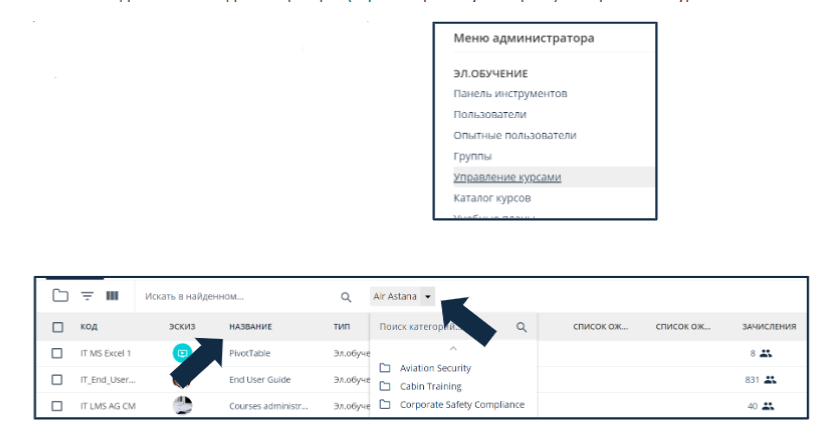 Меню администратора
ЭЛ.ОБУЧЕНИЕ
Панель инструментов
Пользователи
Опытные пользователи
Группы
Управление курсами
Каталог курсов
Учебные планы
Искать в найденном...
Air Astana
КОД ЭСКИЗ НАЗВАНИЕ ТИП Поиск категорий... СПИСОК ОЖ... СПИСОК ОЖ... ЗАЧИСЛЕНИЯ
IT MS Excel 1 PivotTable Эл.обуче 8
Aviation Security
IT_End_User... End User Guide Эл.обуче Cabin Training 831
IT LMS AG CM Courses administr... Эл.обуче Corporate Safety Compliance 40